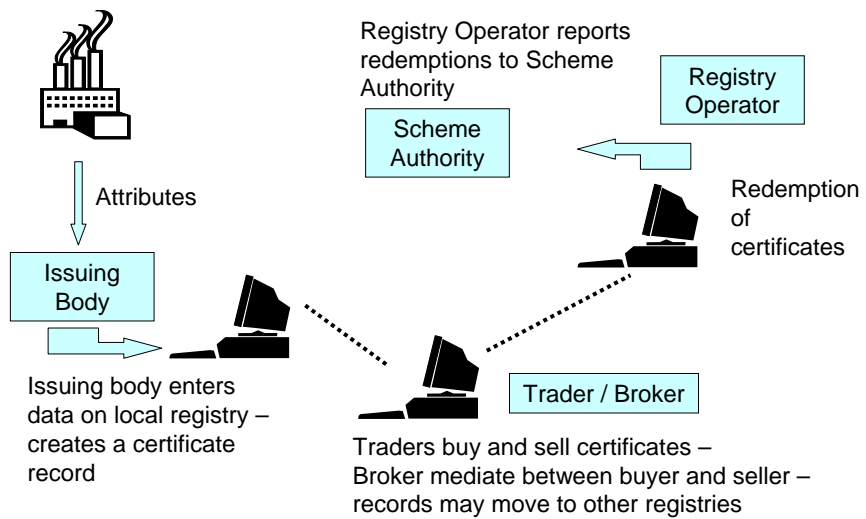 Registry Operator reports
redemptions to Scheme
Authority
Registry
Operator
Scheme
Authority
Attributes
Redemption
of
certificates
Issuing
Body
Issuing body enters
data on local registry –
creates a certificate
record
Trader / Broker
Traders buy and sell certificates –
Broker mediate between buyer and seller –
records may move to other registries